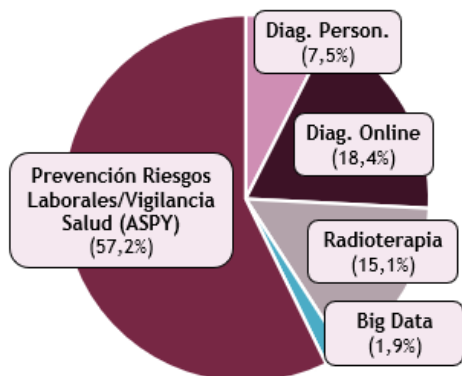 Diag. Person.
(7,5%)
Diag. Online
(18,4%)
Prevención Riesgos
Laborales/Vigilancia
Salud (ASPY)
(57,2%)
Radioterapia
(15,1%)
Big Data
(1,9%)